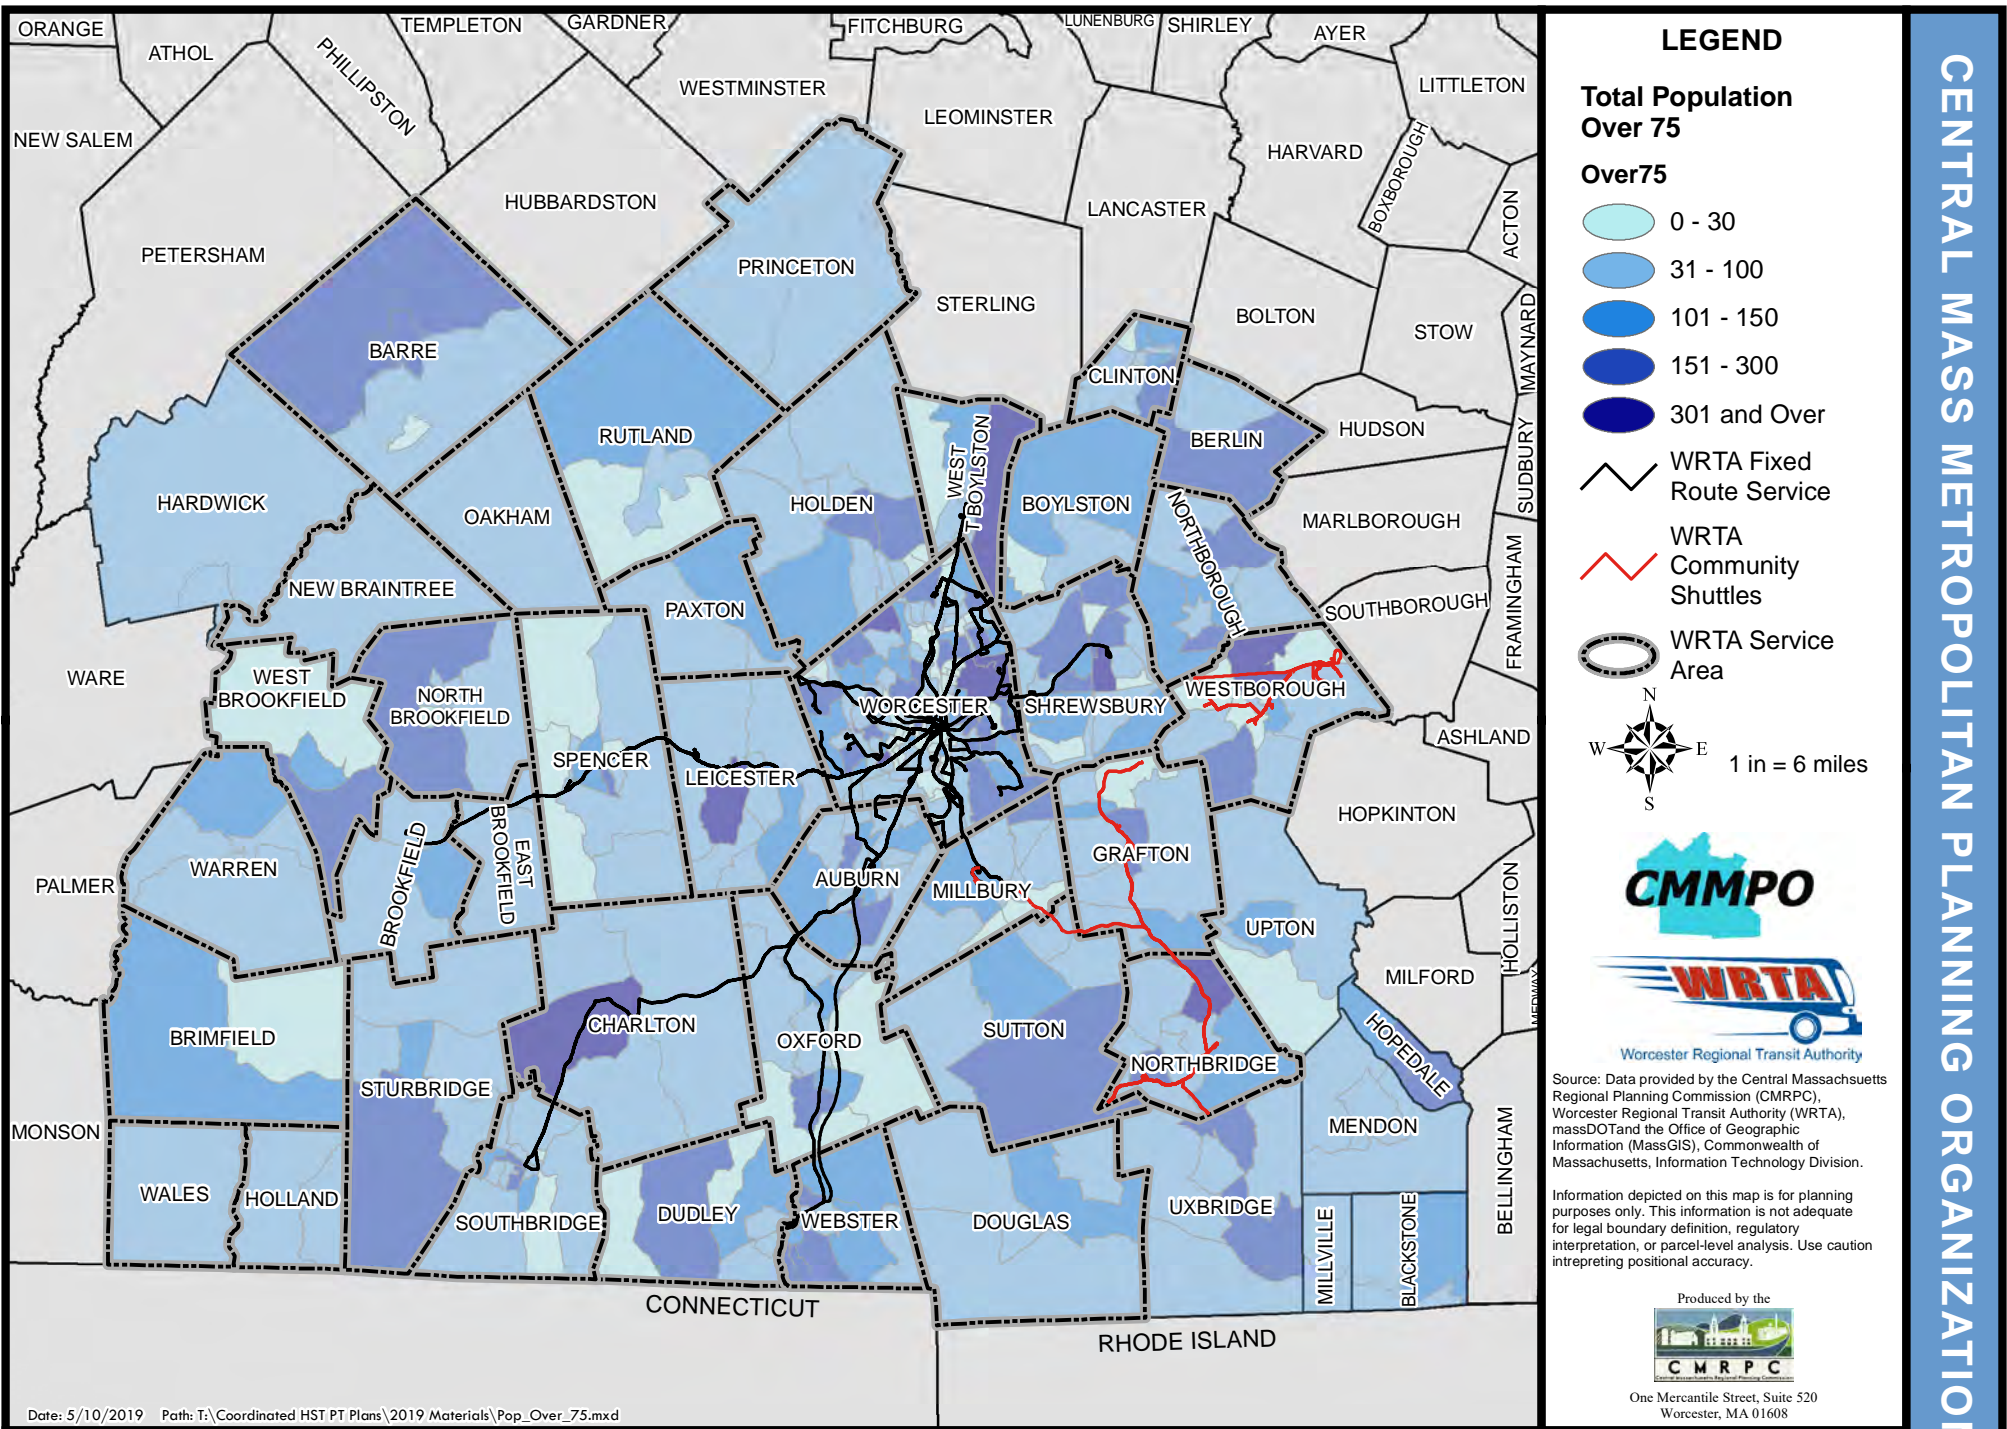 ORANGE
ATHOL
PHILLIPSTON
TEMPLETON
GARDNER
FITCHBURG
LUNENBURG
SHIRLEY
AYER
LITTLETON
WESTMINSTER
LEOMINSTER
HARVARD
BOXBOROUGH
ACTON
NEW SALEM
PETERSHAM
HUBBARDSTON
LANCASTER
PRINCETON
STERLING
BOLTON
STOW
MAYNARD
BARRE
RUTLAND
CLINTON
BERLIN
HUDSON
SUDBURY
HARDWICK
OAKHAM
HOLDEN
WEST
T BOYLSTON
BOYLSTON
NORTHBOROUGH
MARLBOROUGH
FRAMINGHAM
NEW BRAINTREE
PAXTON
SOUTHBOROUGH
WARE
WEST
BROOKFIELD
NORTH
BROOKFIELD
WORCESTER
SHREWSBURY
WESTBOROUGH
ASHLAND
SPENCER
LEICESTER
HOPKINTON
PALMER
WARREN
BROOKFIELD
EAST
BROOKFIELD
AUBURN
MILLBURY
GRAFTON
UPTON
HOLLISTON
MILFORD
MEDWAY
BRIMFIELD
CHARLTON
OXFORD
SUTTON
NORTHBRIDGE
HOPEDALE
STURBRIDGE
MONSON
MENDON
BELLINGHAM
WALES
HOLLAND
SOUTHBRIDGE
DUDLEY
WEBSTER
DOUGLAS
UXBRIDGE
MILLVILLE
BLACKSTONE
CONNECTICUT
RHODE ISLAND
Date: 5/10/2019 Path: T:\Coordinated HST PT Plans\2019 Materials\Pop_Over_75.mxd
LEGEND
Total Population
Over 75
Over75
0 - 30
31 - 100
101 - 150
151 - 300
301 and Over
WRTA Fixed
Route Service
WRTA
Community
Shuttles
WRTA Service
Area
N
W
E
S
1 in = 6 miles
CMMPO
WRTA
Worcester Regional Transit Authority
Source: Data provided by the Central Massachsuetts
Regional Planning Commission (CMRPC),
Worcester Regional Transit Authority (WRTA),
massDOTand the Office of Geographic
Information (MassGIS), Commonwealth of
Massachusetts, Information Technology Division.
Information depicted on this map is for planning
purposes only. This information is not adequate
for legal boundary definition, regulatory
interpretation, or parcel-level analysis. Use caution
intrepreting positional accuracy.
Produced by the
CMRPC
Central Massachusetts Regional Planning Commission
One Mercantile Street, Suite 520
Worcester, MA 01608
CENTRAL MASS METROPOLITAN PLANNING ORGANIZATIO